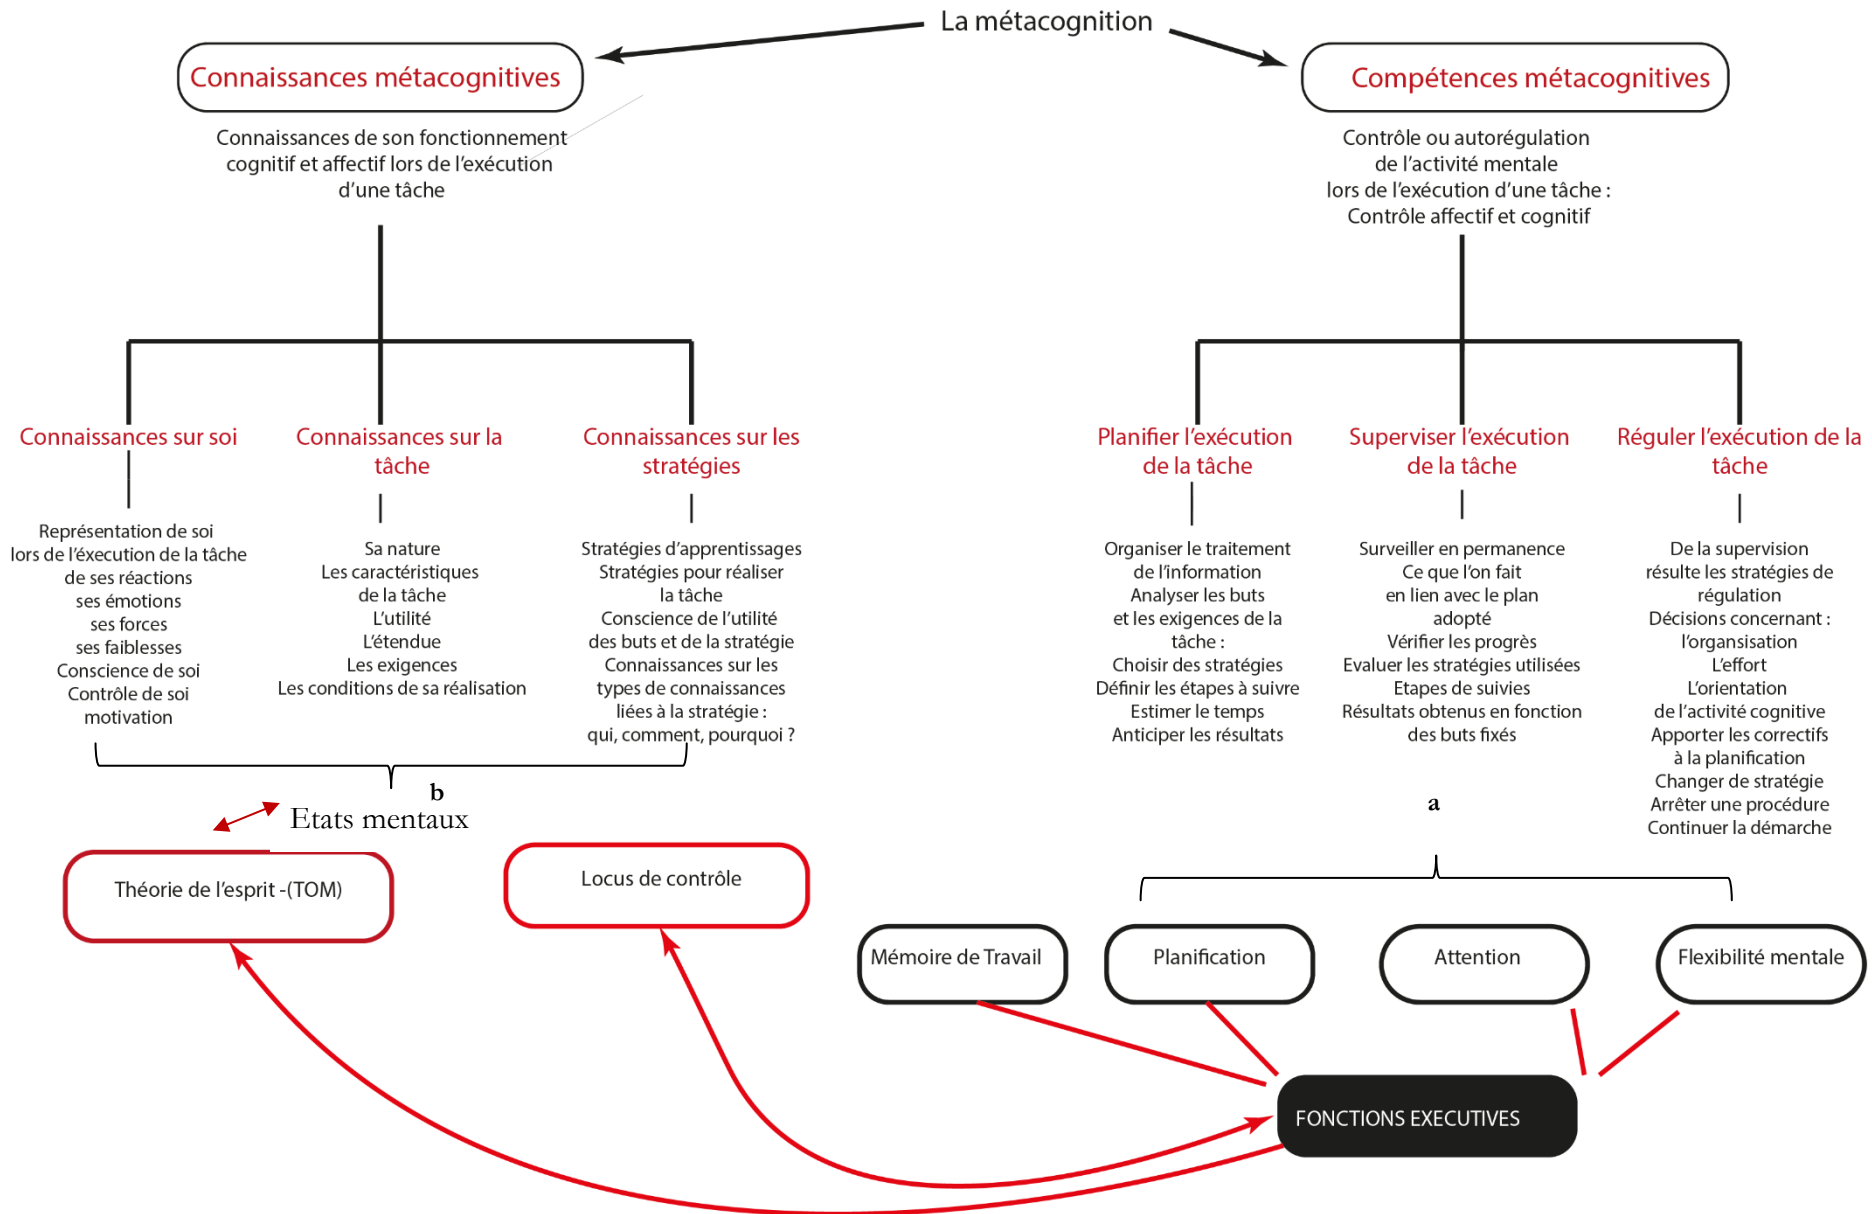 La métacognition
Connaissances métacognitives
Connaissances de son fonctionnement
cognitif et affectif lors de l'exécution
d'une tâche
Compétences métacognitives
Contrôle ou autorégulation
de l'activité mentale
lors de l'exécution d'une tâche :
Contrôle affectif et cognitif
Connaissances sur soi
Représentation de soi
lors de l'éxecution de la tâche
de ses réactions
ses émotions
ses forces
ses faiblesses
Conscience de soi
Contrôle de soi
motivation
Connaissances sur la
tâche
Sa nature
Les caractéristiques
de la tâche
L'utilité
L'étendue
Les exigences
Les conditions de sa réalisation
Connaissances sur les
stratégies
Stratégies d'apprentissages
Stratégies pour réaliser
la tâche
Conscience de l'utilité
des buts et de la stratégie
Connaissances sur les
types de connaissances
liées à la stratégie :
qui, comment, pourquoi ?
Planifier l'exécution
de la tâche
Organiser le traitement
de l'information
Analyser les buts
et les exigences de la
tâche :
Choisir des stratégies
Définir les étapes à suivre
Estimer le temps
Anticiper les résultats
Superviser l'exécution
de la tâche
Surveiller en permanence
Ce que l'on fait
en lien avec le plan
adopté
Vérifier les progrès
Evaluer les stratégies utilisées
Etapes de suivies
Résultats obtenus en fonction
des buts fixés
Réguler l'exécution de la
tâche
De la supervision
résulte les stratégies de
régulation
Décisions concernant :
l'organsisation
L'effort
L'orientation
de l'activité cognitive
Apporter les correctifs
à la planification
Changer de stratégie
Arrêter une procédure
Continuer la démarche
b
Etats mentaux
a
Théorie de l'esprit -(TOM)
Locus de contrôle
Mémoire de Travail
Planification
Attention
Flexibilité mentale
FONCTIONS EXECUTIVES